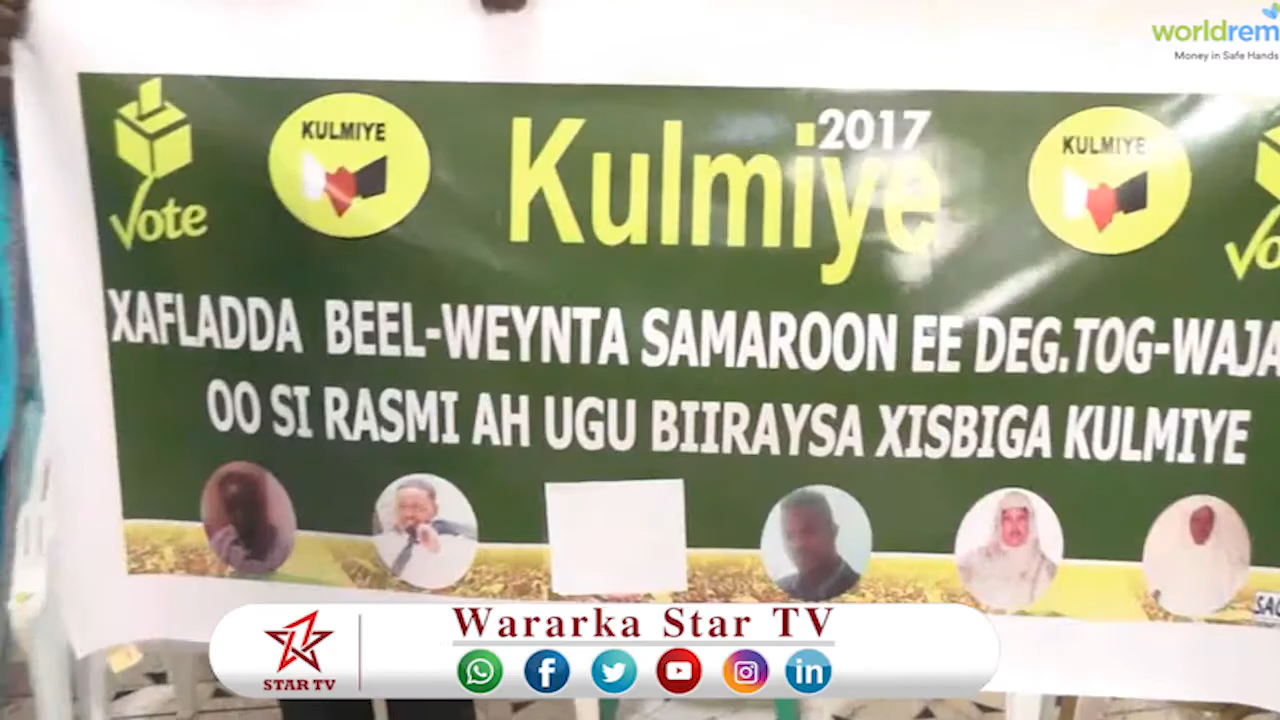 worldrem
Money in Safe Hands
Vote
KULMIYE
Kulmiye
2017
KULMIYE
Vo
XAFLADDA BEEL-WEYNTA SAMAROON EE DEG.TOG-WAJA
OO SI RASMI AH UGU BIIRAYSA XISBIGA KULMIYE
Wararka Star TV
STAR TV